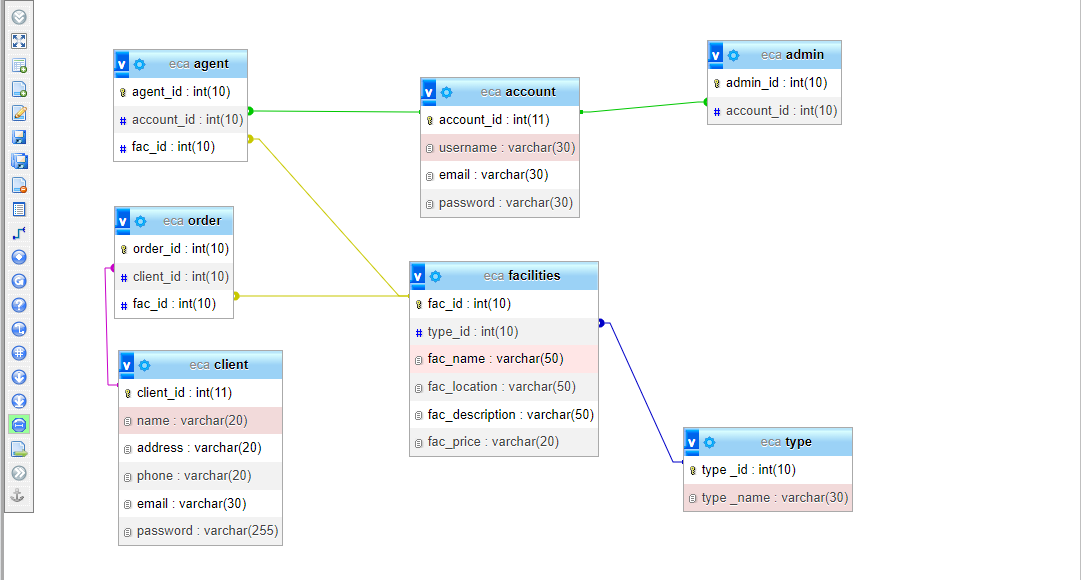 v eca agent
agent_id : int(10)
# account_id : int(10)
# fac_id : int(10)
v eca account
account_id : int(11)
username : varchar(30)
email : varchar(30)
password : varchar(30)
v eca admin
admin_id : int(10)
# account_id : int(10)
v eca order
order_id : int(10)
# client_id : int(10)
# fac_id : int(10)
v eca facilities
fac_id : int(10)
# type_id : int(10)
fac_name : varchar(50)
fac_location : varchar(50)
fac_description : varchar(50)
fac_price : varchar(20)
v eca client
client_id : int(11)
name : varchar(20)
address : varchar(20)
phone : varchar(20)
email : varchar(30)
password : varchar(255)
v eca type
type _id : int(10)
type _name : varchar(30)